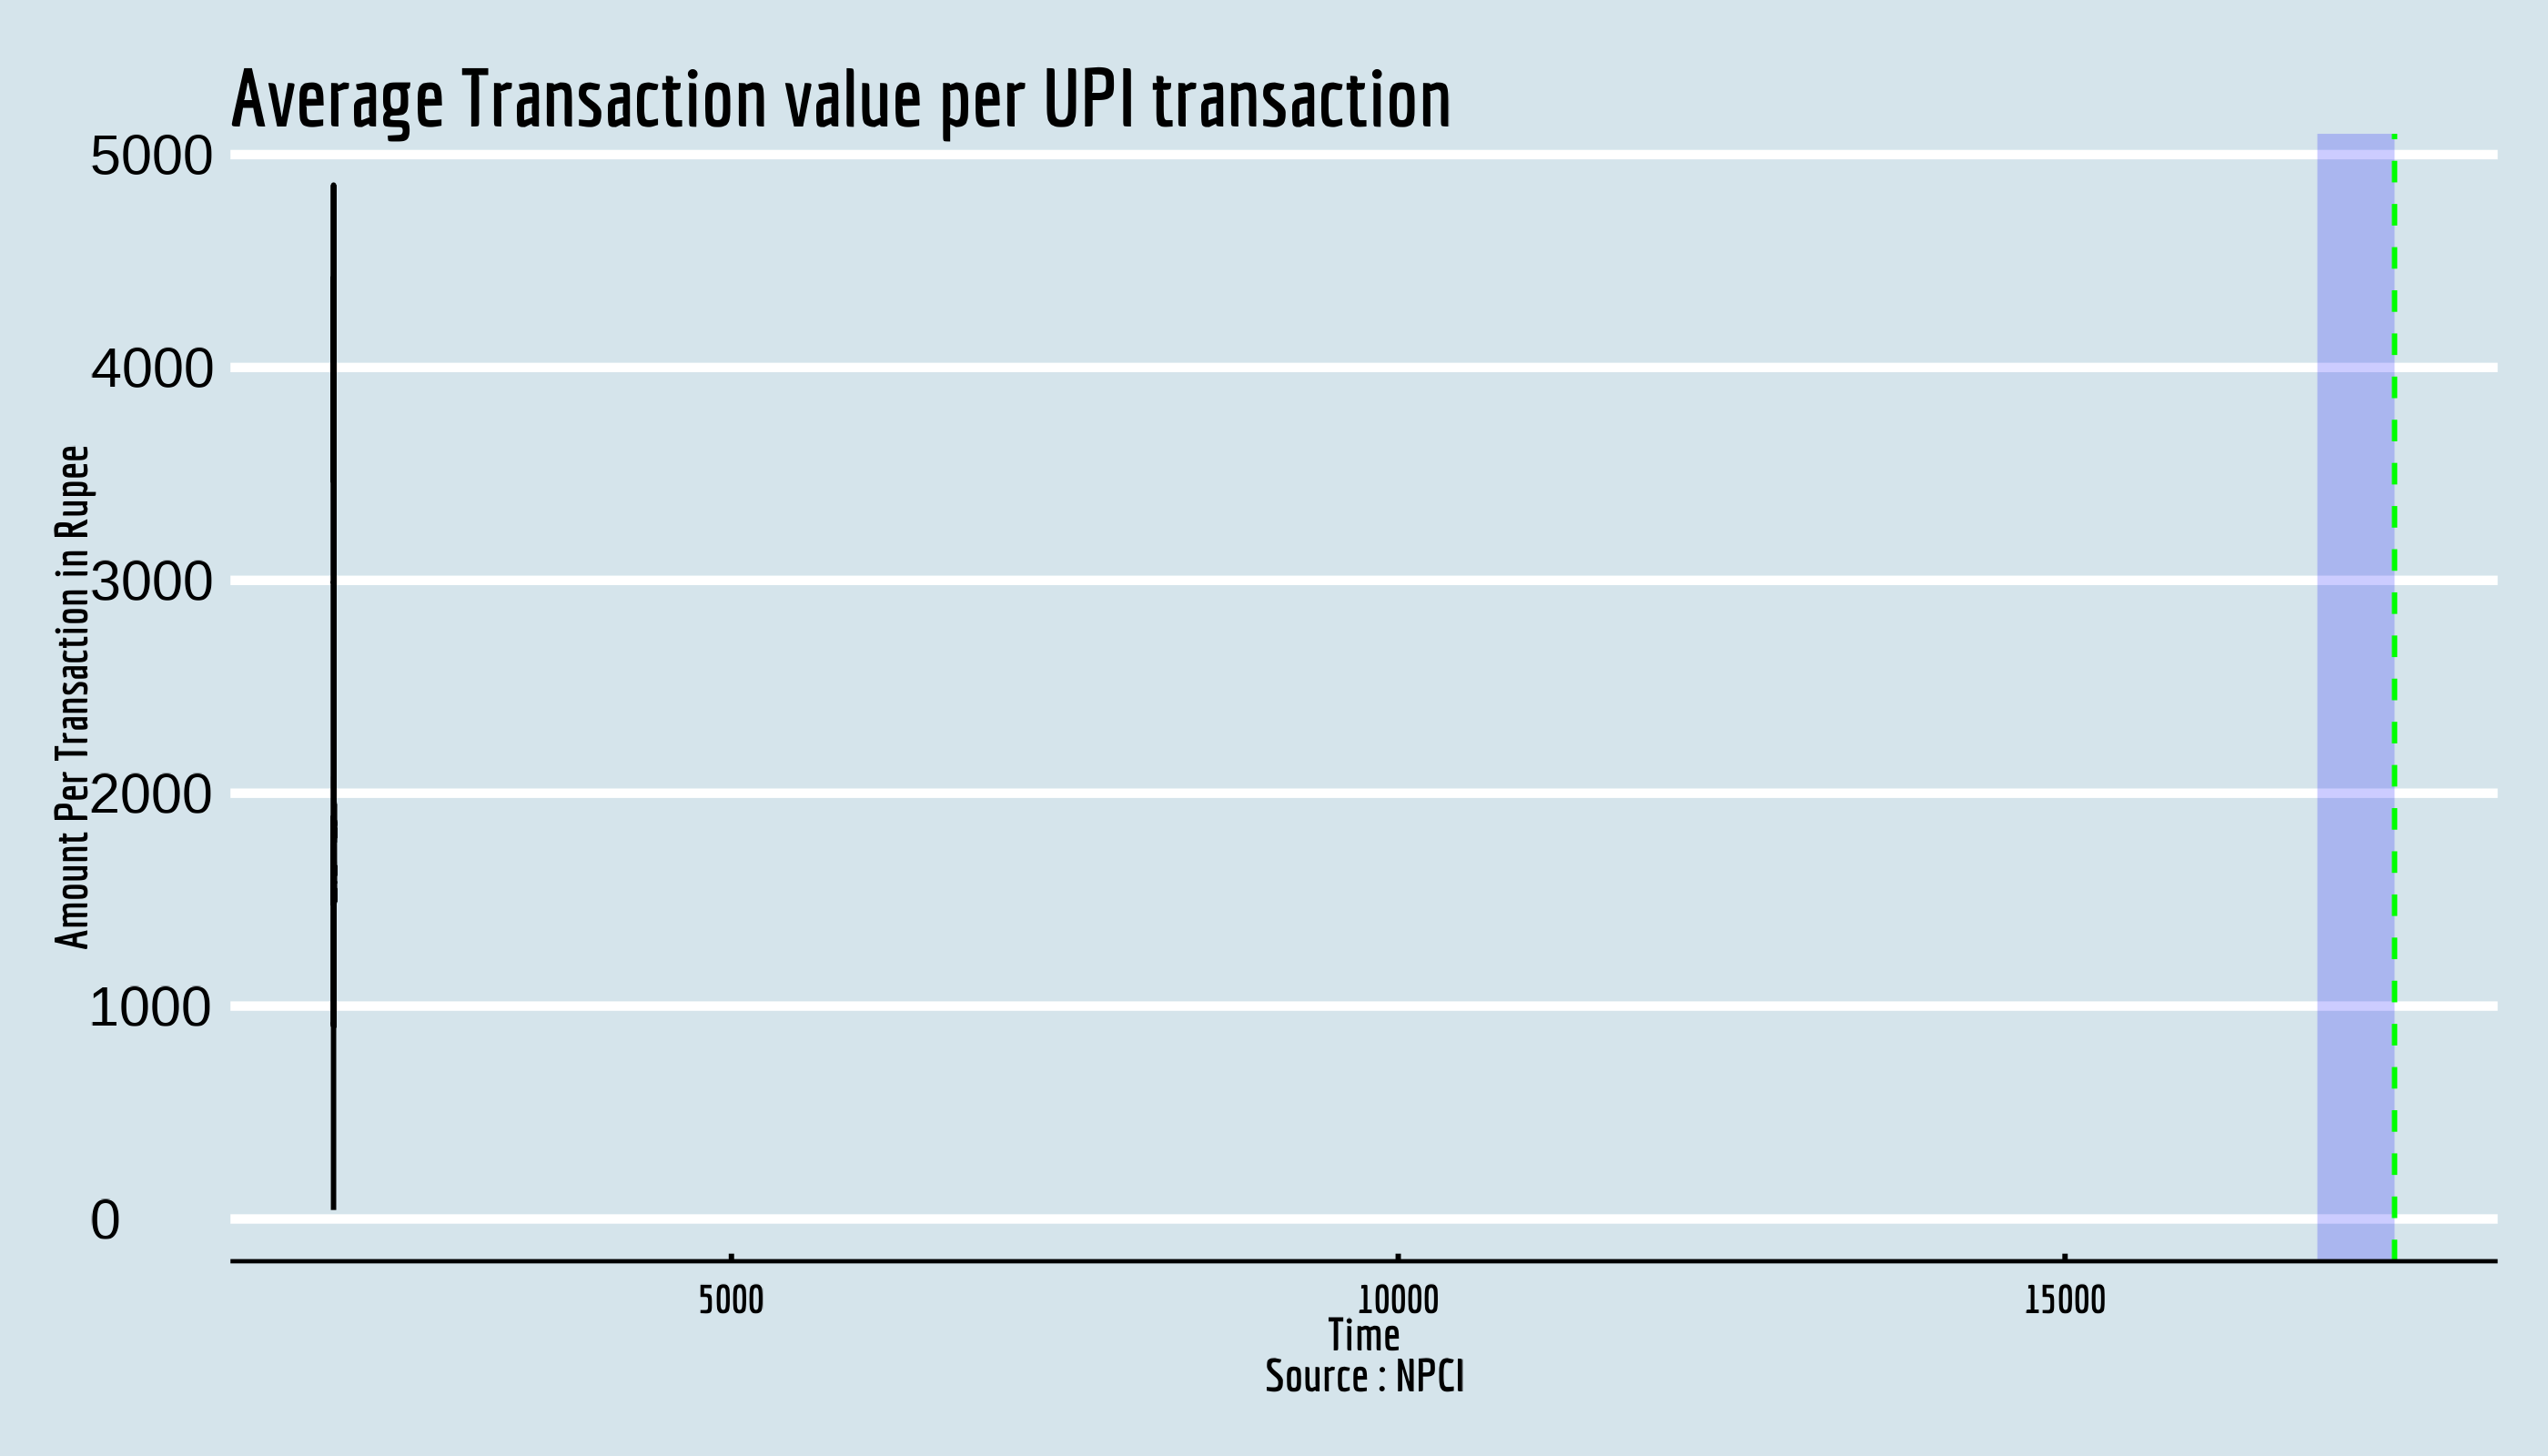 Average Transaction value per UPI transaction
5000
4000
3000
2000
1000
0
Amount Per Transaction in Rupee
5000 10000 15000
Time
Source : NPCI